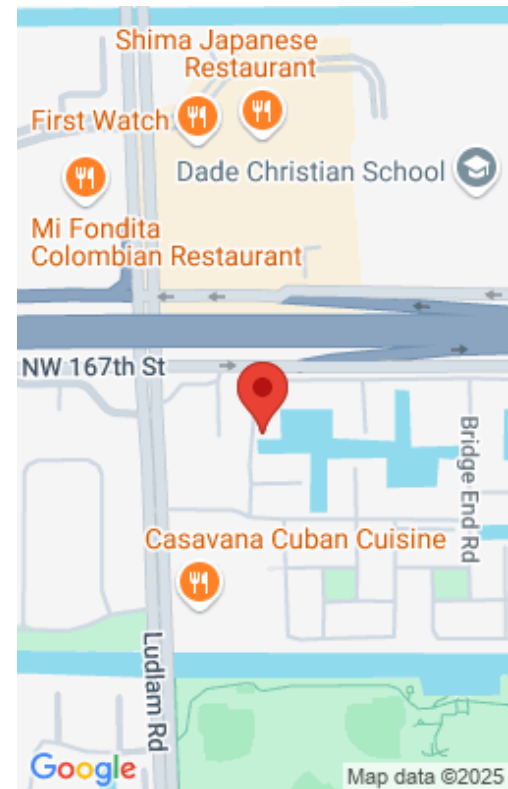 Shima Japanese
Restaurant
First Watch
Dade Christian School
Mi Fondita
Colombian Restaurant
NW 167th St
Bridge End Rd
Casavana Cuban Cuisine
Ludlam Rd
Google
Map data ©2025